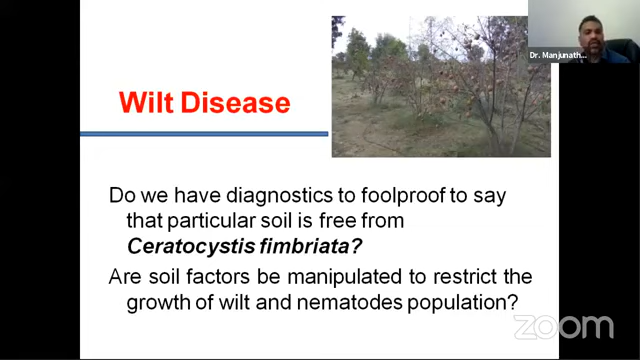 Dr. Manjunath...
Wilt Disease
Do we have diagnostics to foolproof to say
that particular soil is free from
Ceratocystis fimbriata?
Are soil factors be manipulated to restrict the
growth of wilt and nematodes population?
zoom